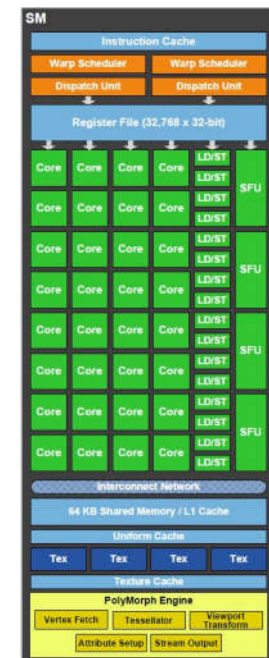 SM
Instruction Cache
Warp Scheduler Warp Scheduler
Dispatch Unit Dispatch Unit
Register File (32,768 x 32-bit)
LD/ST
Core Core Core Core LD/ST
SFU
LD/ST
Core Core Core Core LD/ST
LD/ST
Core Core Core Core LD/ST
SFU
LD/ST
Core Core Core Core LD/ST
LD/ST
Core Core Core Core LD/ST
SFU
LD/ST
Core Core Core Core LD/ST
LD/ST
Core Core Core Core LD/ST
SFU
LD/ST
Core Core Core Core LD/ST
Interconnect Network
64 KB Shared Memory / L1 Cache
Uniform Cache
Tex Tex Tex Tex
Texture Cache
PolyMorph Engine
Vertex Fetch Tessellator Viewport Transform
Attribute Setup Stream Output